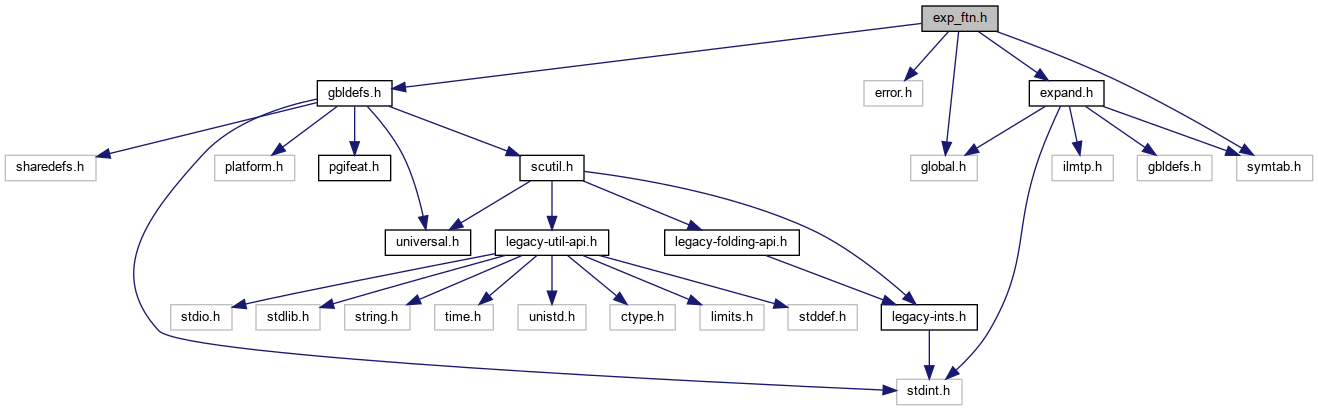 exp_ftn.h
gbldefs.h
error.h
expand.h
sharedefs.h
platform.h
pgifeat.h
scutil.h
global.h
ilmtp.h
gbldefs.h
symtab.h
universal.h
legacy-util-api.h
legacy-folding-api.h
stdio.h
stdlib.h
string.h
time.h
unistd.h
ctype.h
limits.h
stddef.h
legacy-ints.h
stdint.h